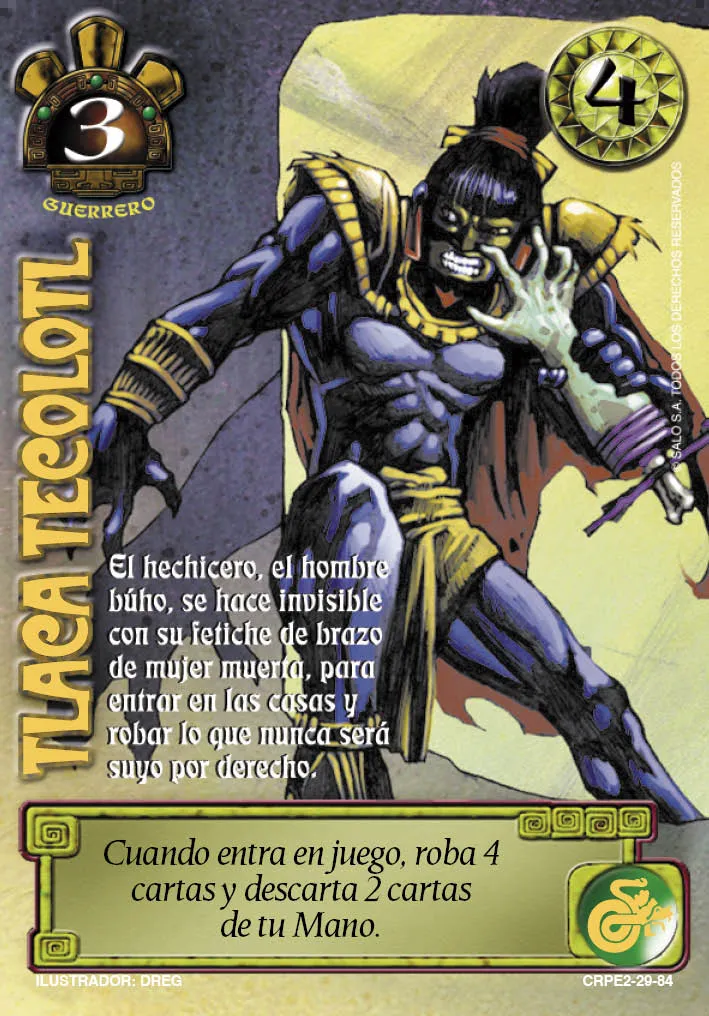 3
GUERRERO
4
TLACA TECOLOTL
El hechicero, el hombre
búho, se hace invisible
con su fetiche de brazo
de mujer muerta, para
entrar en las casas y
robar lo que nunca será
suyo por derecho.
Cuando entra en juego, roba 4
cartas y descarta 2 cartas
de tu Mano.
ILUSTRADOR: DREG
CRPE2-29-84
© SALO S.A. TODOS LOS DERECHOS RESERVADOS